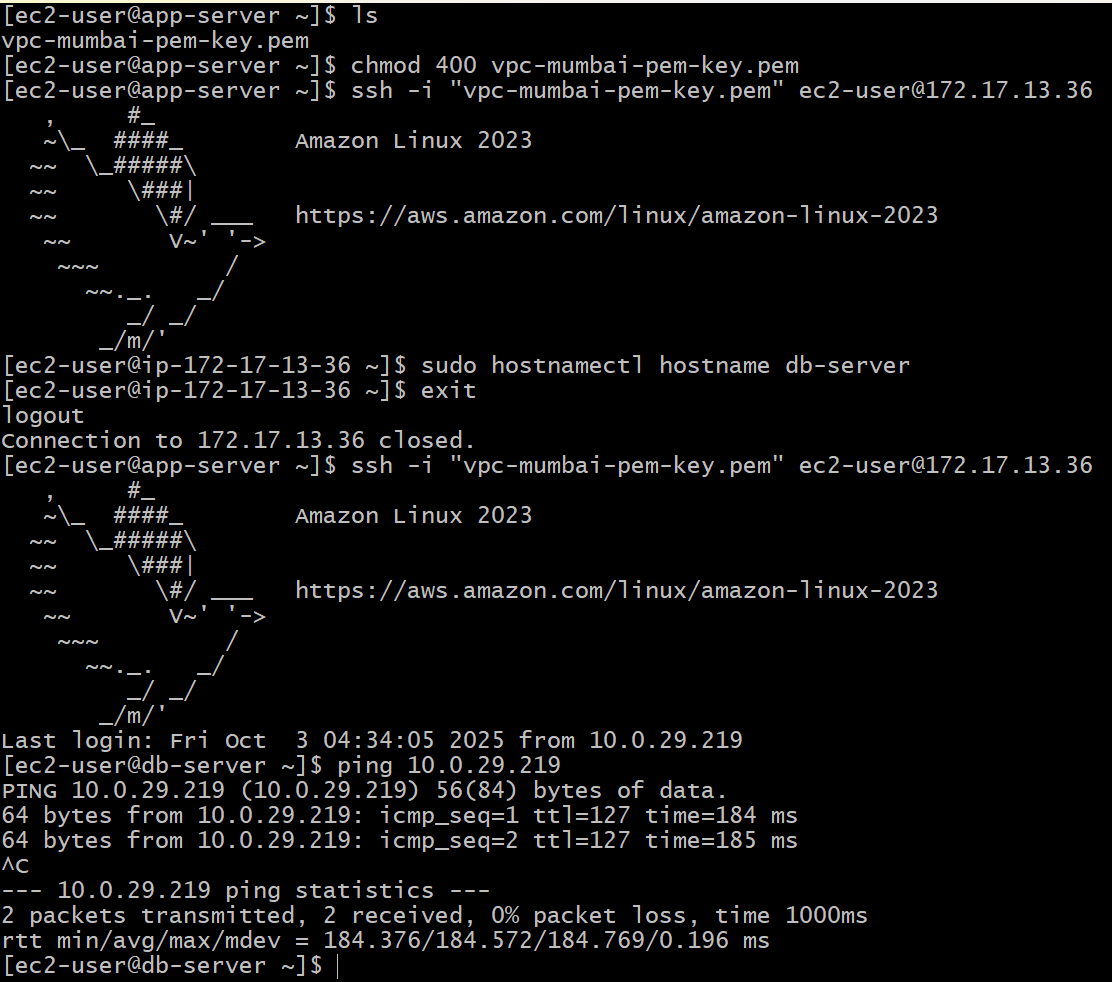 [ec2-user@app-server ~]$ ls
vpc-mumbai-pem-key.pem
[ec2-user@app-server ~]$ chmod 400 vpc-mumbai-pem-key.pem
[ec2-user@app-server ~]$ ssh -i "vpc-mumbai-pem-key.pem" ec2-user@172.17.13.36
   ,     #_
   ~\_  ####_        Amazon Linux 2023
  ~~  \_#####\
  ~~     \###|
  ~~       \#/ ___   https://aws.amazon.com/linux/amazon-linux-2023
   ~~       V~' '->
    ~~~         /
      ~~._.   _/
         _/ _/
       _/m/'
[ec2-user@ip-172-17-13-36 ~]$ sudo hostnamectl hostname db-server
[ec2-user@ip-172-17-13-36 ~]$ exit
logout
Connection to 172.17.13.36 closed.
[ec2-user@app-server ~]$ ssh -i "vpc-mumbai-pem-key.pem" ec2-user@172.17.13.36
   ,     #_
   ~\_  ####_        Amazon Linux 2023
  ~~  \_#####\
  ~~     \###|
  ~~       \#/ ___   https://aws.amazon.com/linux/amazon-linux-2023
   ~~       V~' '->
    ~~~         /
      ~~._.   _/
         _/ _/
       _/m/'
Last login: Fri Oct  3 04:34:05 2025 from 10.0.29.219
[ec2-user@db-server ~]$ ping 10.0.29.219
PING 10.0.29.219 (10.0.29.219) 56(84) bytes of data.
64 bytes from 10.0.29.219: icmp_seq=1 ttl=127 time=184 ms
64 bytes from 10.0.29.219: icmp_seq=2 ttl=127 time=185 ms
^C
--- 10.0.29.219 ping statistics ---
2 packets transmitted, 2 received, 0% packet loss, time 1000ms
rtt min/avg/max/mdev = 184.376/184.572/184.769/0.196 ms
[ec2-user@db-server ~]$